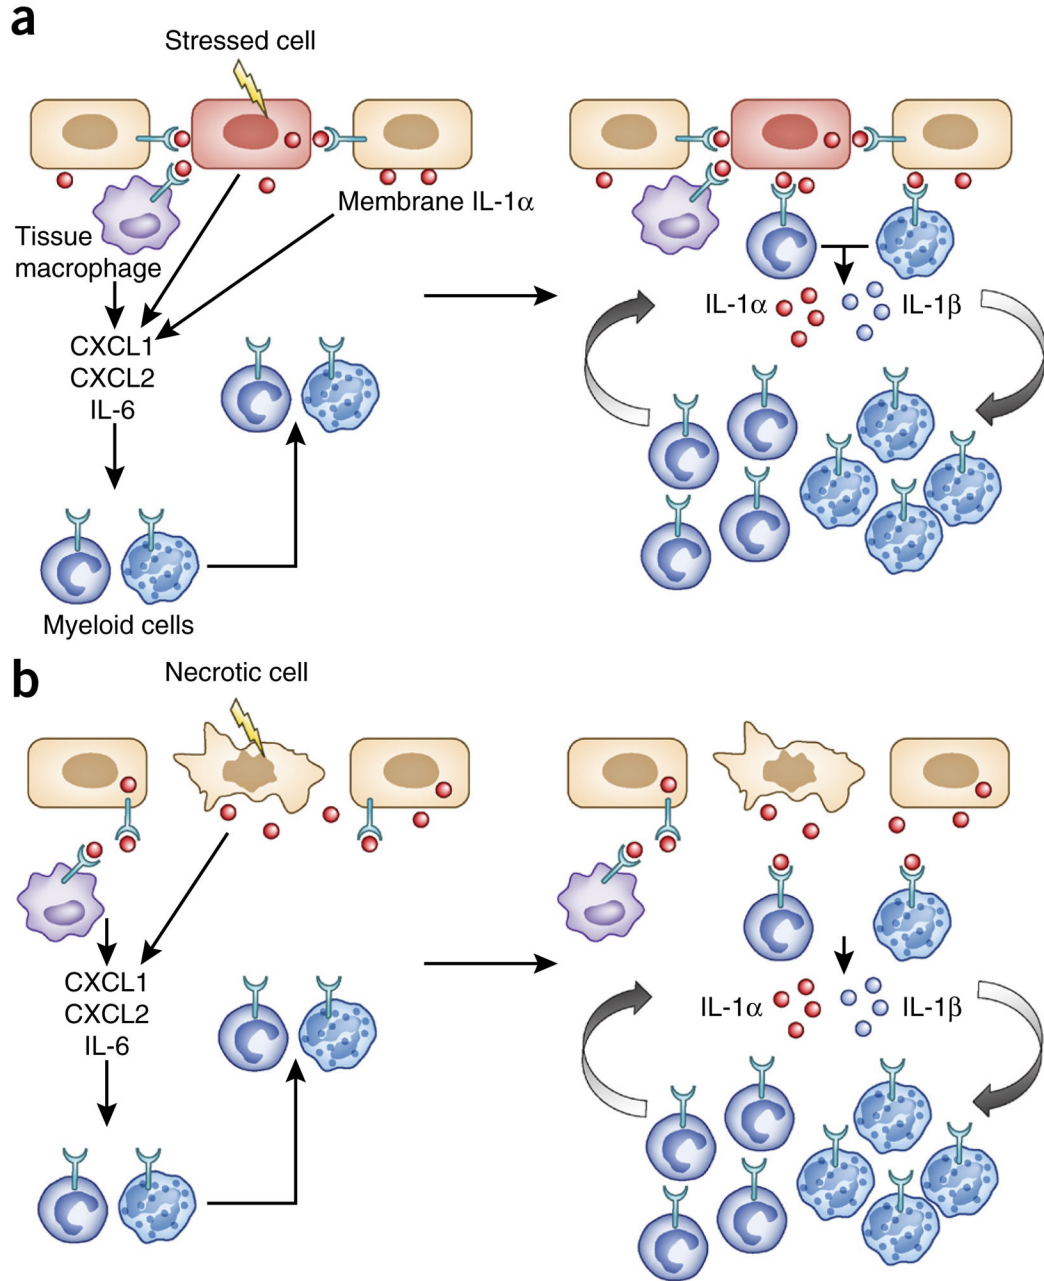 a
Stressed cell
Membrane IL-1α
Tissue
macrophage
CXCL1
CXCL2
IL-6
Myeloid cells
IL-1α
IL-1β
b
Necrotic cell
CXCL1
CXCL2
IL-6
IL-1α
IL-1β